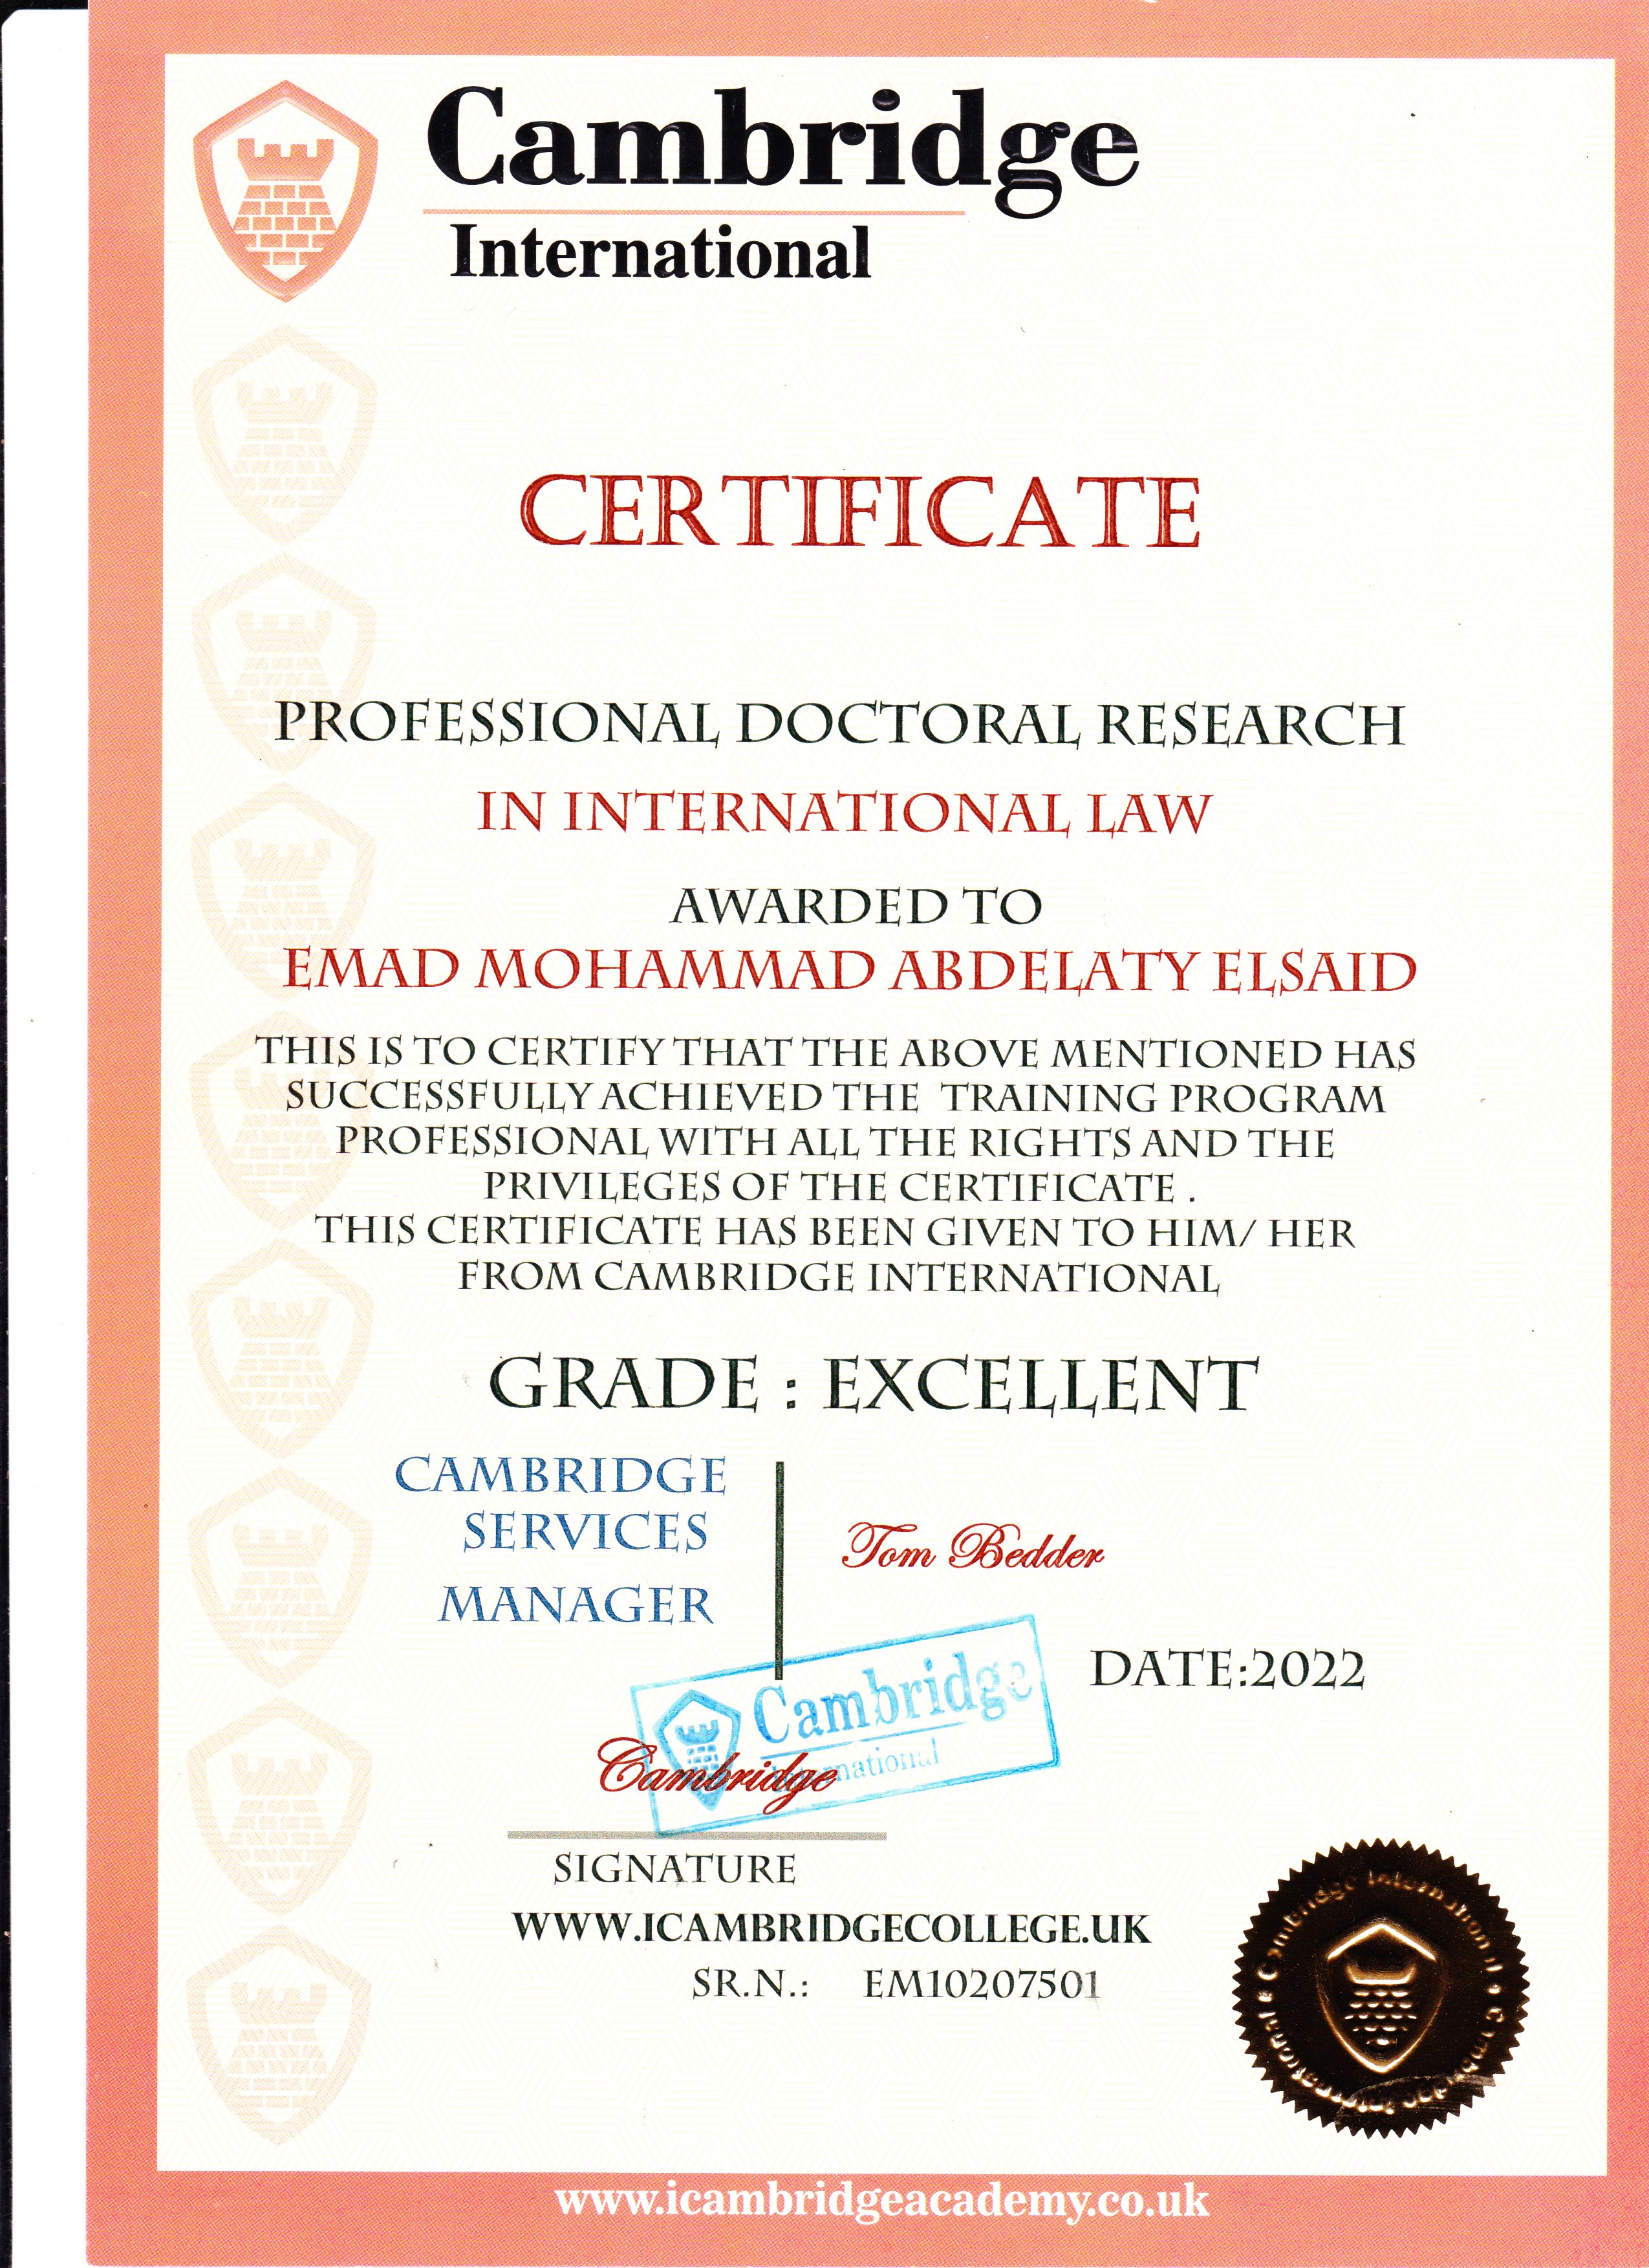 Cambridge
International
CERTIFICATE
PROFESSIONAL DOCTORAL RESEARCH
IN INTERNATIONAL LAW
AWARDED TO
EMAD MOHAMMAD ABDELATY ELSAID
THIS IS TO CERTIFY THAT THE ABOVE MENTIONED HAS
SUCCESSFULLY ACHIEVED THE TRAINING PROGRAM
PROFESSIONAL WITH ALL THE RIGHTS AND THE
PRIVILEGES OF THE CERTIFICATE .
THIS CERTIFICATE HAS BEEN GIVEN TO HIM/ HER
FROM CAMBRIDGE INTERNATIONAL
GRADE : EXCELLENT
CAMBRIDGE
SERVICES
MANAGER
Tom Bedder
DATE:2022
Cambridge
International
Cambridge
SIGNATURE
WWW.ICAMBRIDGECOLLEGE.UK
SR.N.: EM10207501
Cambridge International • Cambridge International •
www.icambridgeacademy.co.uk